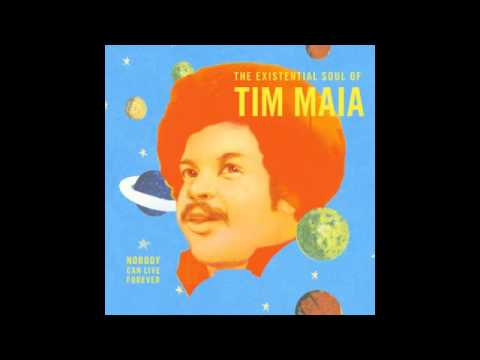 THE EXISTENTIAL SOUL OF
TIM MAIA
NOBODY
CAN LIVE
FOREVER